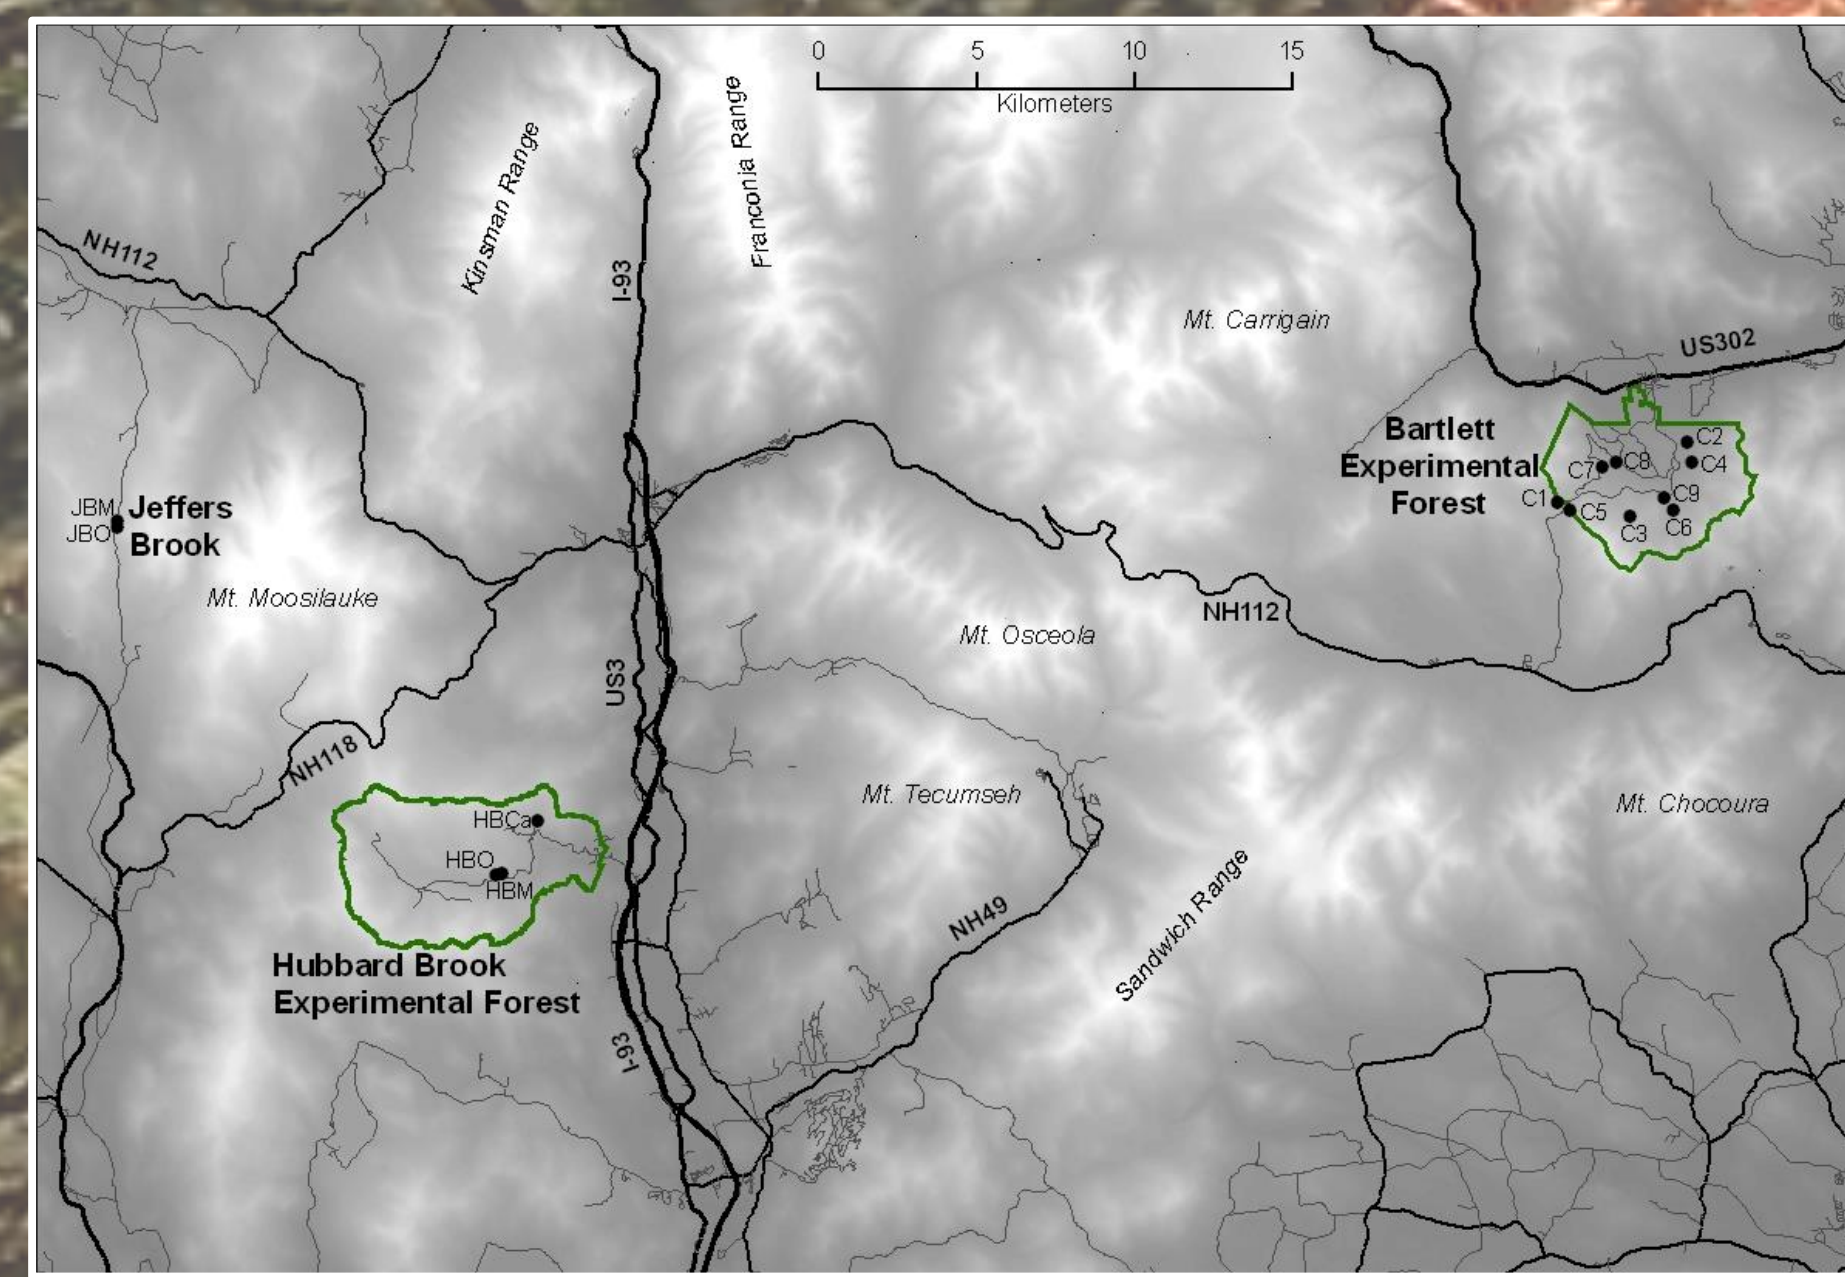 0 5 10 15
Kilometers
Franconia Range
Kinsman Range
NH112
I-93
Mt. Carrigain
US302
Bartlett
Experimental
Forest
C2
C8
C4
C7
C9
C1
C5
C6
C3
JBM
JBO
Jeffers
Brook
Mt. Moosilauke
NH112
Mt. Osceola
US3
NH118
Mt. Tecumseh
Mt. Chocoura
HBCa
HBO
HBM
Sandwich Range
NH49
Hubbard Brook
Experimental Forest
I-93